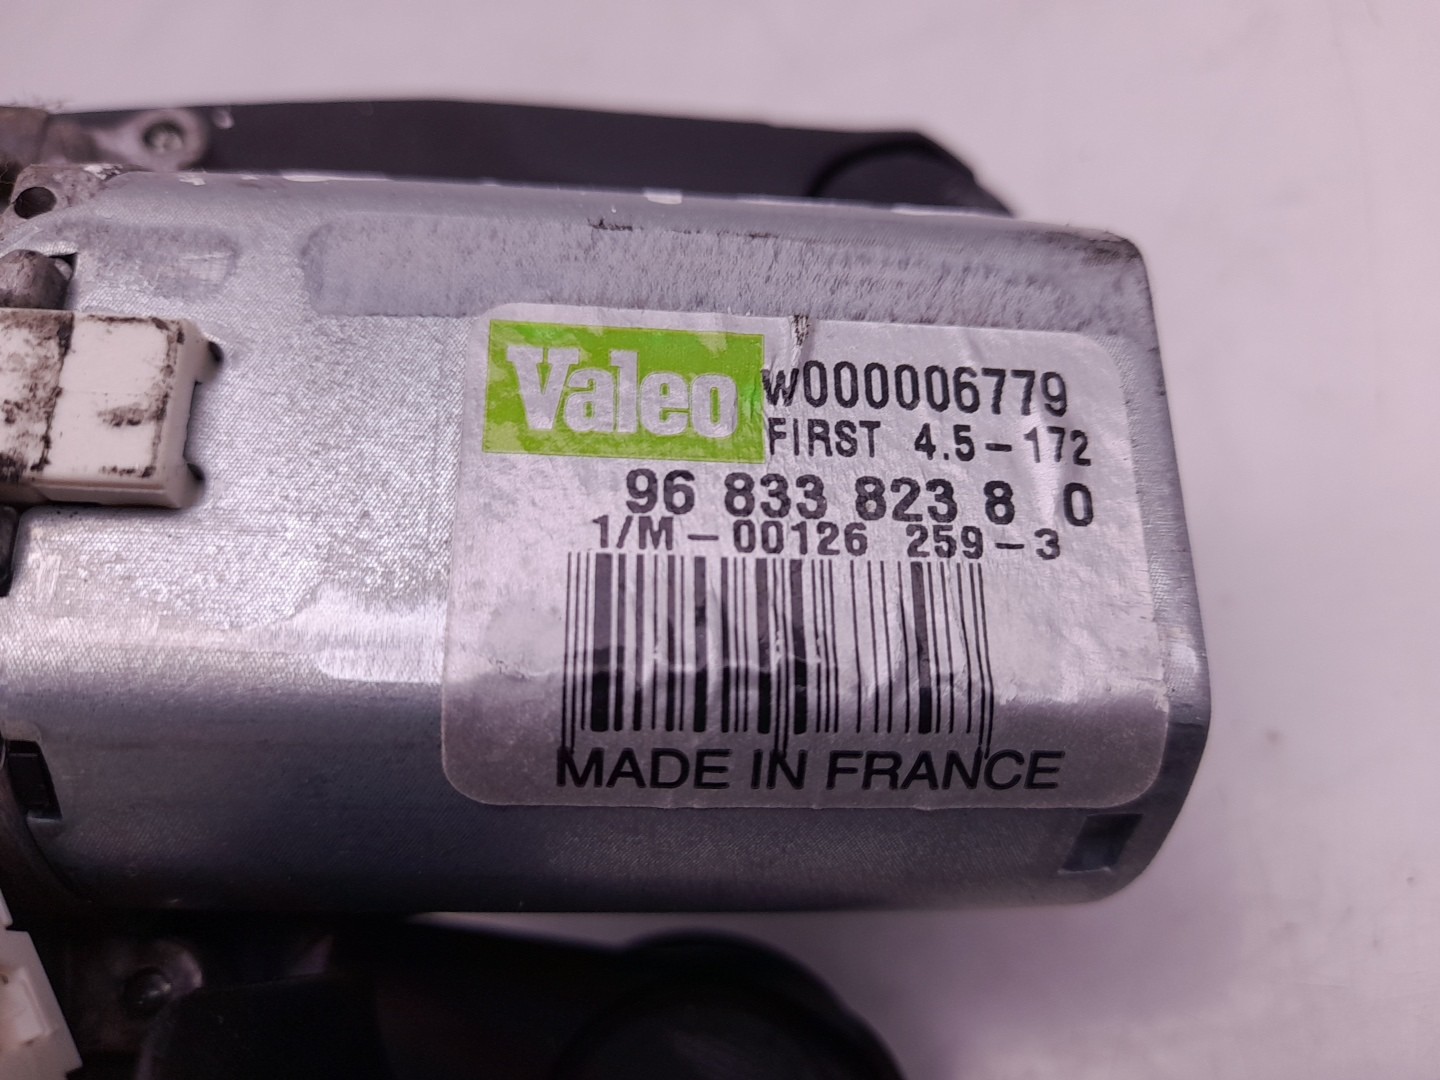 Valeo
W000006779
FIRST 4.5-172
96 833 823 8 0
1/M-00126 259-3
MADE IN FRANCE